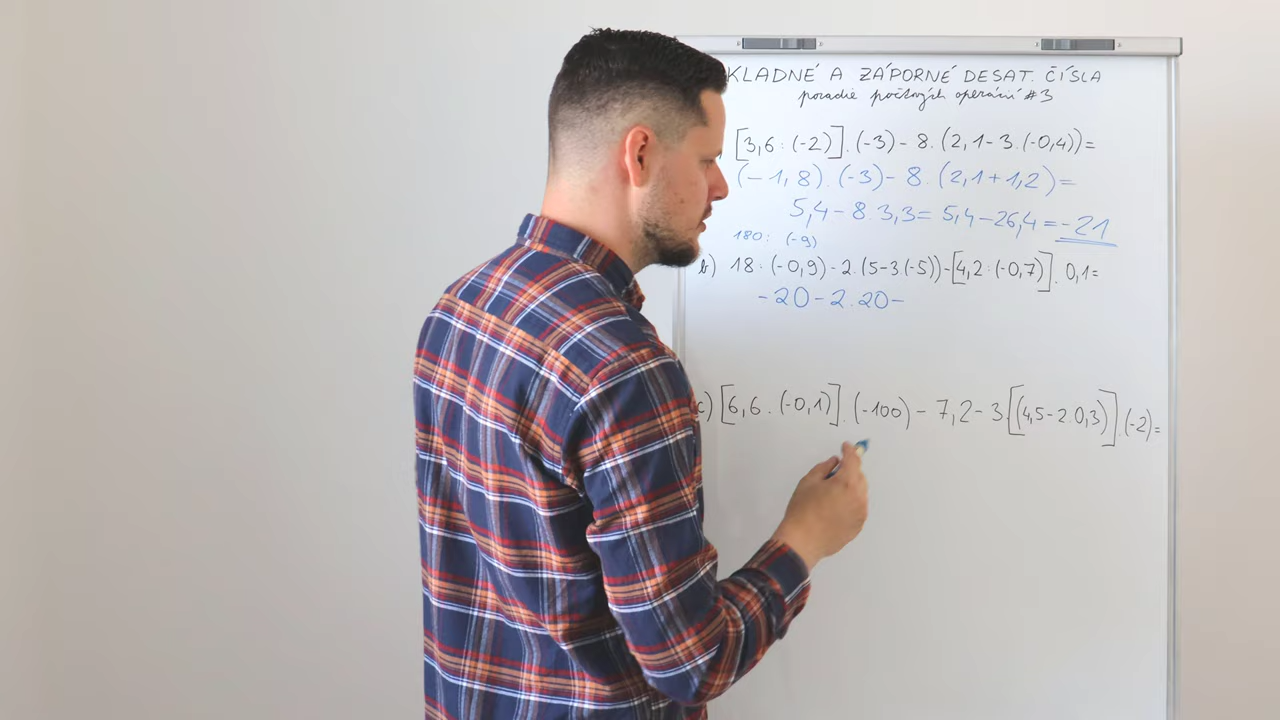 KLADNÉ A ZÁPORNÉ DESAT. ČÍSLA
poradie počtových operácií #3
[3,6 : (-2)] . (-3) - 8 . (2,1 - 3 . (-0,4)) =
(-1,8) . (-3) - 8 . (2,1 + 1,2) =
5,4 - 8 . 3,3 = 5,4 - 26,4 = -21
180 : (-9)
b) 18 : (-0,9) - 2 . (5 - 3 (-5)) - [4,2 : (-0,7)] . 0,1 =
-20 - 2 . 20 -
c) [6,6 . (-0,1)] . (-100) - 7,2 - 3 . [(4,5 - 2 . 0,3)] . (-2) =